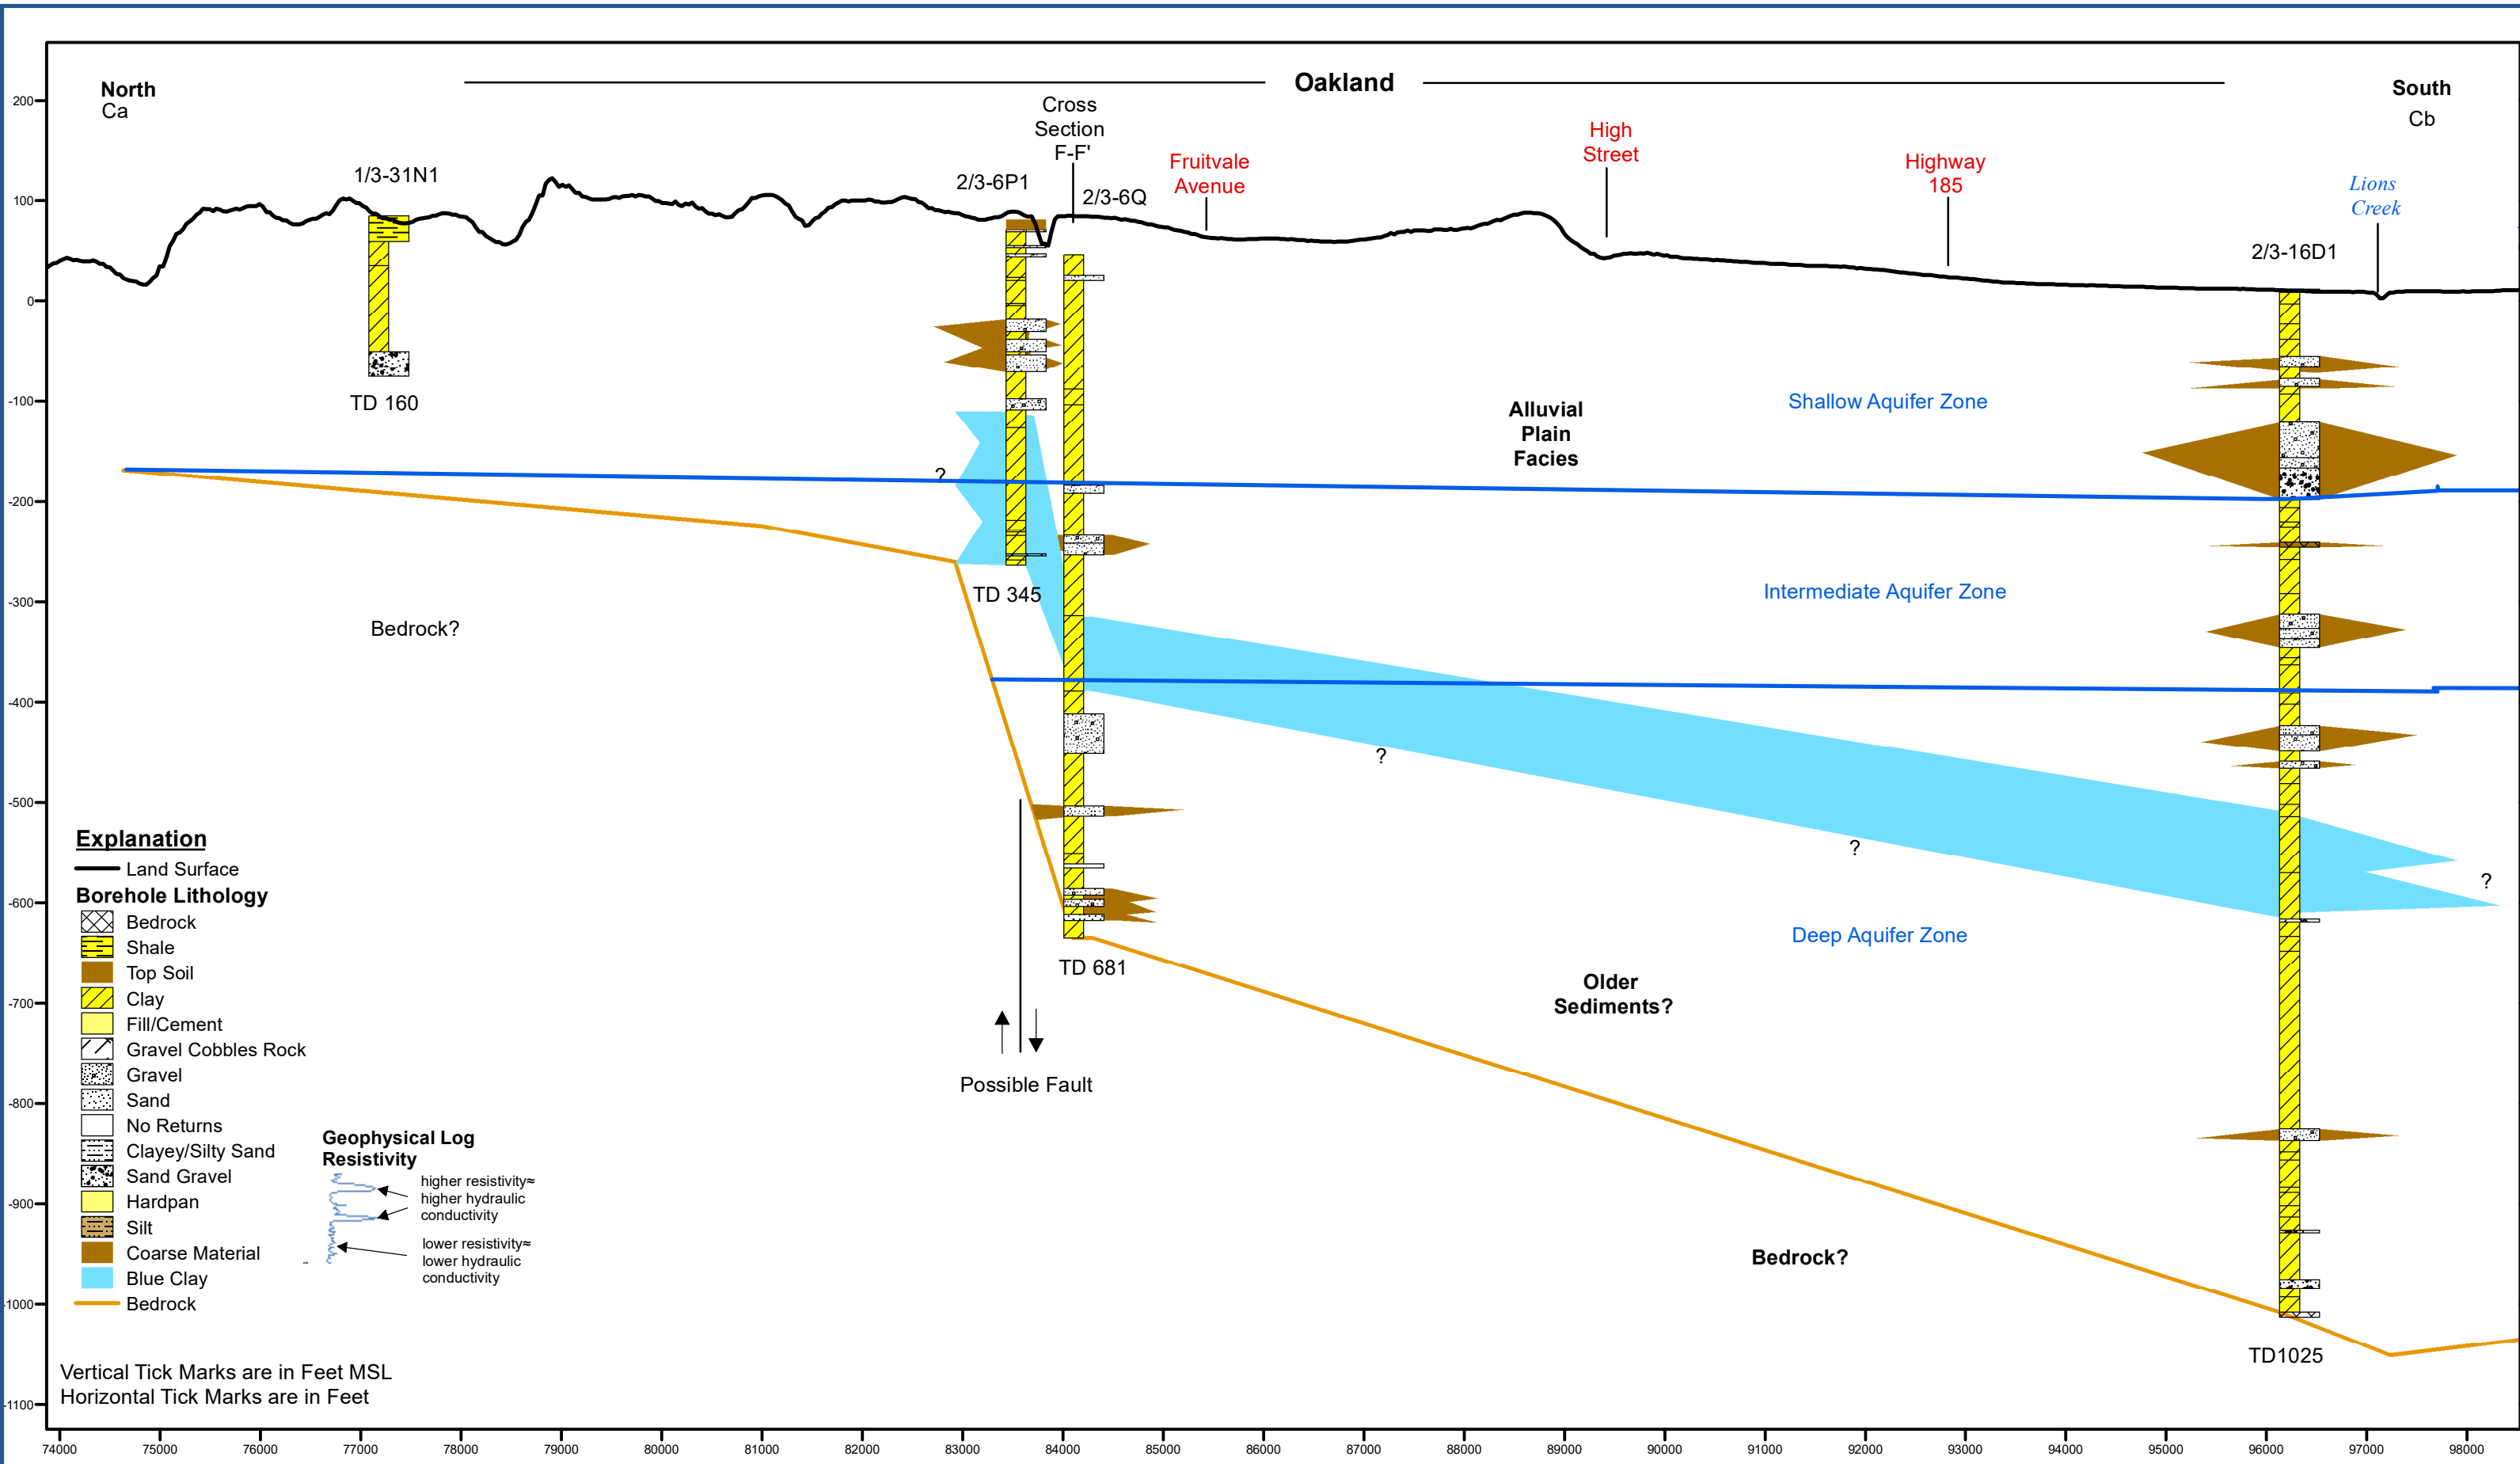 Oakland
North
Ca
South
Cb
Cross
Section
F-F'
1/3-31N1
2/3-6P1
2/3-6Q
Fruitvale
Avenue
High
Street
Highway
185
Lions
Creek
2/3-16D1
200
100
0
-100
-200
-300
-400
-500
-600
-700
-800
-900
-1000
-1100
TD 160
Shallow Aquifer Zone
Alluvial
Plain
Facies
?
Intermediate Aquifer Zone
TD 345
Bedrock?
?
?
?
Deep Aquifer Zone
TD 681
Older
Sediments?
Possible Fault
Bedrock?
TD1025
Explanation
Land Surface
Borehole Lithology
Bedrock
Shale
Top Soil
Clay
Fill/Cement
Gravel Cobbles Rock
Gravel
Sand
No Returns
Clayey/Silty Sand
Sand Gravel
Hardpan
Silt
Coarse Material
Blue Clay
Bedrock
Geophysical Log
Resistivity
higher resistivity≈
higher hydraulic
conductivity
lower resistivity≈
lower hydraulic
conductivity
Vertical Tick Marks are in Feet MSL
Horizontal Tick Marks are in Feet
74000 75000 76000 77000 78000 79000 80000 81000 82000 83000 84000 85000 86000 87000 88000 89000 90000 91000 92000 93000 94000 95000 96000 97000 98000